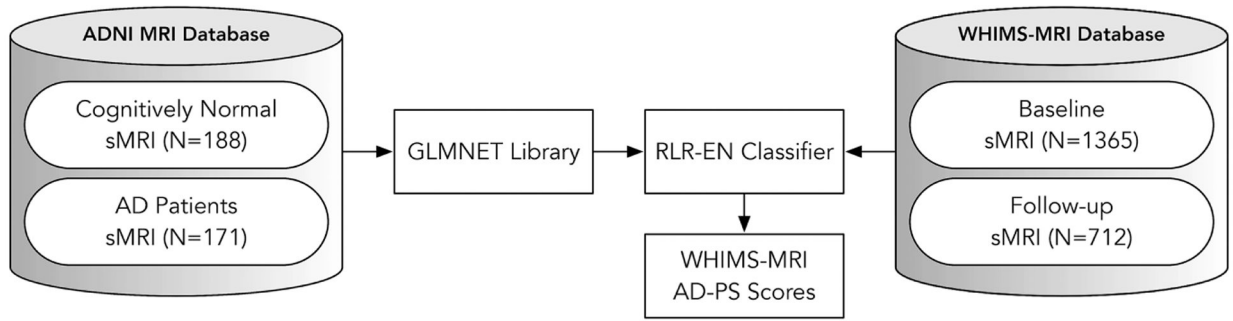 ADNI MRI Database
Cognitively Normal
sMRI (N=188)
AD Patients
sMRI (N=171)
GLMNET Library
RLR-EN Classifier
WHIMS-MRI
AD-PS Scores
WHIMS-MRI Database
Baseline
sMRI (N=1365)
Follow-up
sMRI (N=712)